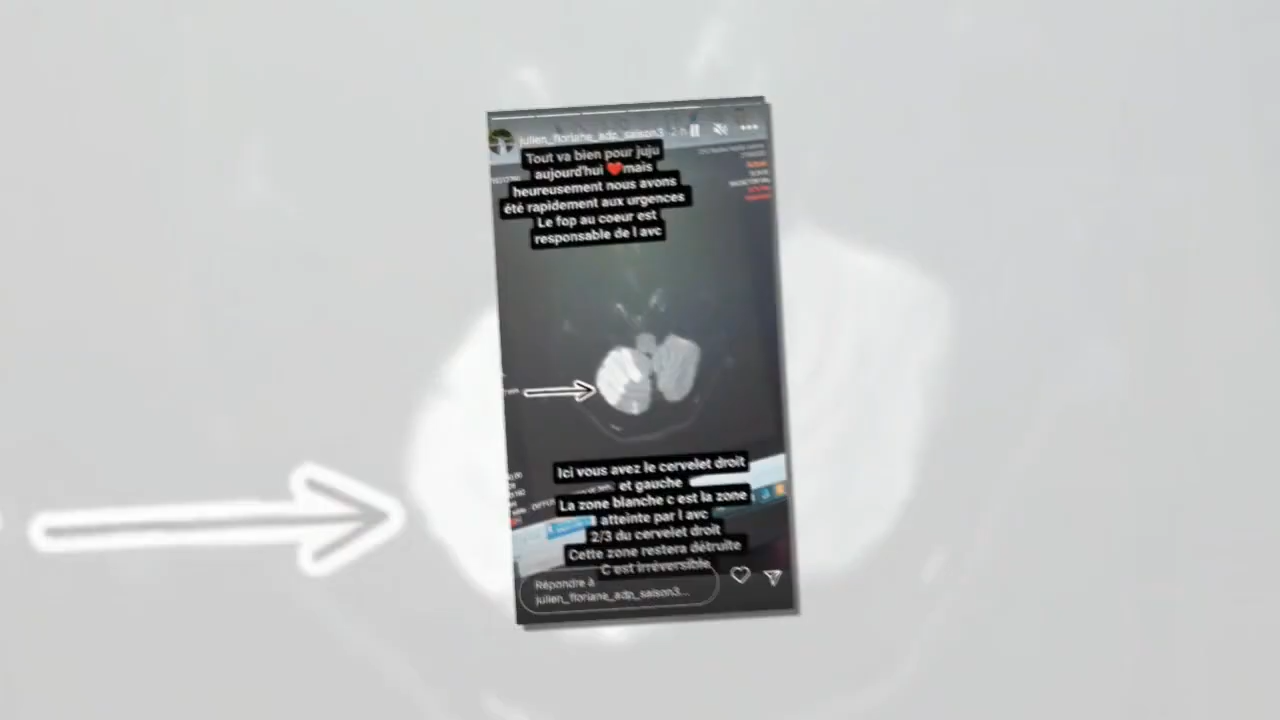 julien_floriane_adp_saison3 2 h
Tout va bien pour juju
aujourd'hui ❤️mais
heureusement nous avons
été rapidement aux urgences
Le fop au coeur est
responsable de l avc
Ici vous avez le cervelet droit
et gauche
La zone blanche c est la zone
atteinte par l avc
2/3 du cervelet droit
Cette zone restera détruite
C est irréversible
Répondre à
julien_floriane_adp_saison3...